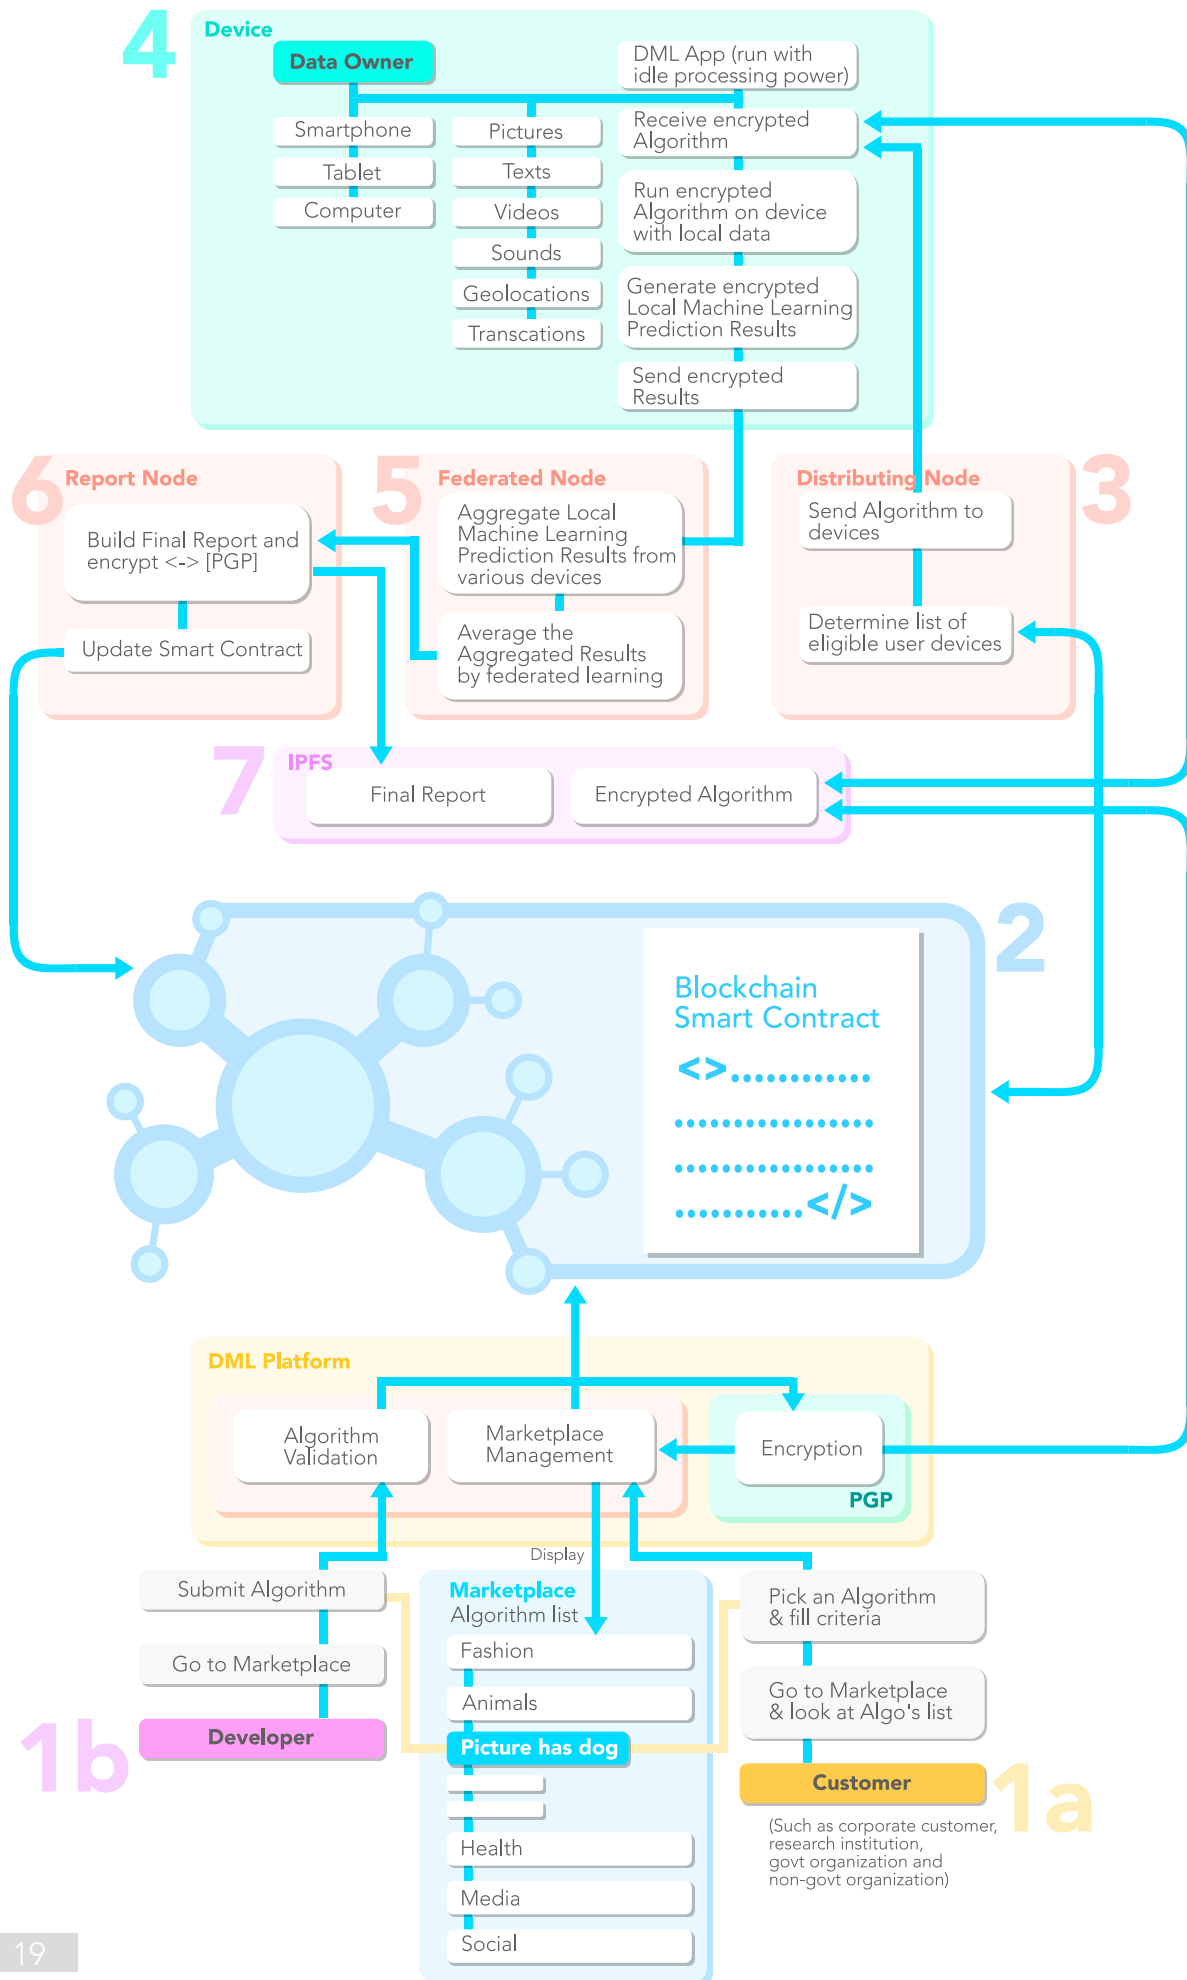 4
Device
Data Owner
Smartphone
Tablet
Computer
Pictures
Texts
Videos
Sounds
Geolocations
Transcations
DML App (run with
idle processing power)
Receive encrypted
Algorithm
Run encrypted
Algorithm on device
with local data
Generate encrypted
Local Machine Learning
Prediction Results
Send encrypted
Results
6
Report Node
Build Final Report and
encrypt <-> [PGP]
Update Smart Contract
5
Federated Node
Aggregate Local
Machine Learning
Prediction Results from
various devices
Average the
Aggregated Results
by federated learning
Distributing Node
3
Send Algorithm to
devices
Determine list of
eligible user devices
7
IPFS
Final Report
Encrypted Algorithm
2
Blockchain
Smart Contract
<>............
.................
.................
...........</>
DML Platform
Algorithm
Validation
Marketplace
Management
Encryption
PGP
Display
Submit Algorithm
Go to Marketplace
1b
Developer
Marketplace
Algorithm list
Fashion
Animals
Picture has dog
Health
Media
Social
Pick an Algorithm
& fill criteria
Go to Marketplace
& look at Algo's list
Customer
1a
(Such as corporate customer,
research institution,
govt organization and
non-govt organization)
19